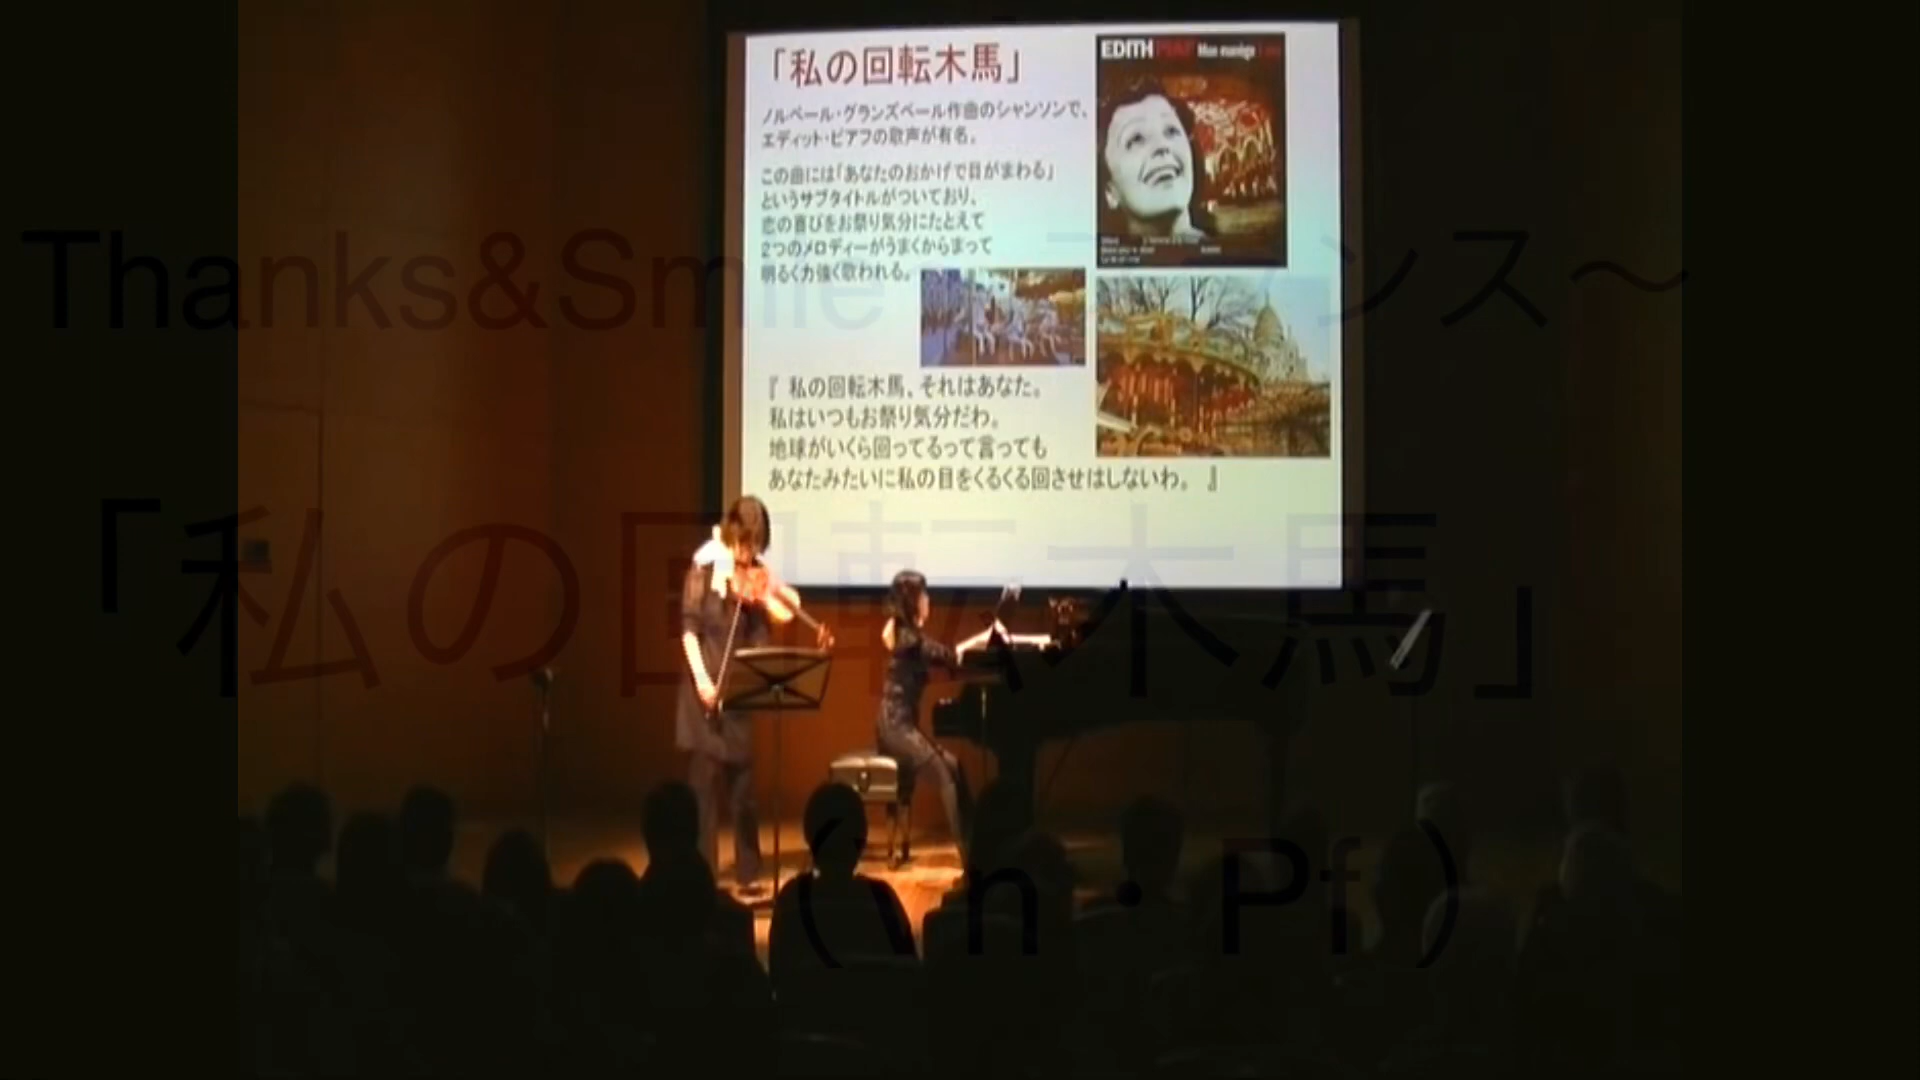 「私の回転木馬」
EDITH PIAF Mon manège
ノルベール・グランズベール作曲のシャンソンで、
エディット・ピアフの歌声が有名。
この曲には「あなたのおかげで目がまわる」
というサブタイトルがついており、
恋の喜びをお祭り気分にたとえて
2つのメロディーがうまくからまって
明るく力強く歌われる。
『 私の回転木馬、それはあなた。
私はいつもお祭り気分だわ。
地球がいくら回ってるって言っても
あなたみたいに私の目をくるくる回させはしないわ。 』
Thanks&Smile
ンス～
「私の回転木馬」
(Vn・Pf)